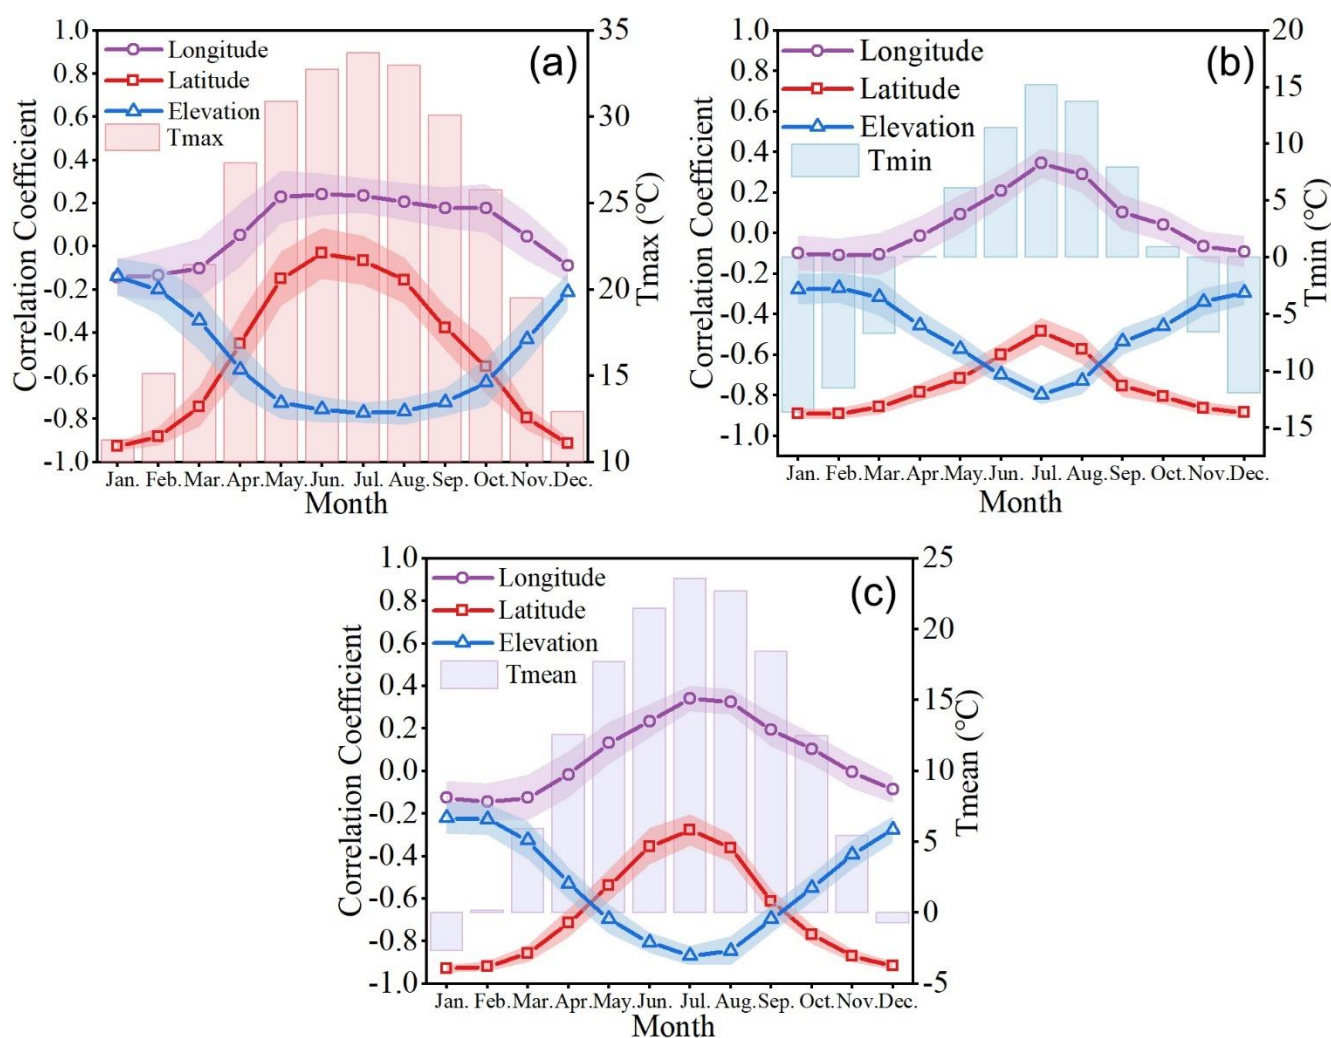 (a)
Longitude
Latitude
Elevation
Tmax
Correlation Coefficient
1.0
0.8
0.6
0.4
0.2
0.0
-0.2
-0.4
-0.6
-0.8
-1.0
Tmax (°C)
35
30
25
20
15
10
Jan. Feb. Mar. Apr. May. Jun. Jul. Aug. Sep. Oct. Nov. Dec.
Month
(b)
Longitude
Latitude
Elevation
Tmin
Correlation Coefficient
1.0
0.8
0.6
0.4
0.2
0.0
-0.2
-0.4
-0.6
-0.8
-1.0
Tmin (°C)
20
15
10
5
0
-5
-10
-15
Jan. Feb. Mar. Apr. May. Jun. Jul. Aug. Sep. Oct. Nov. Dec.
Month
(c)
Longitude
Latitude
Elevation
Tmean
Correlation Coefficient
1.0
0.8
0.6
0.4
0.2
0.0
-0.2
-0.4
-0.6
-0.8
-1.0
Tmean (°C)
25
20
15
10
5
0
-5
Jan. Feb. Mar. Apr. May. Jun. Jul. Aug. Sep. Oct. Nov. Dec.
Month